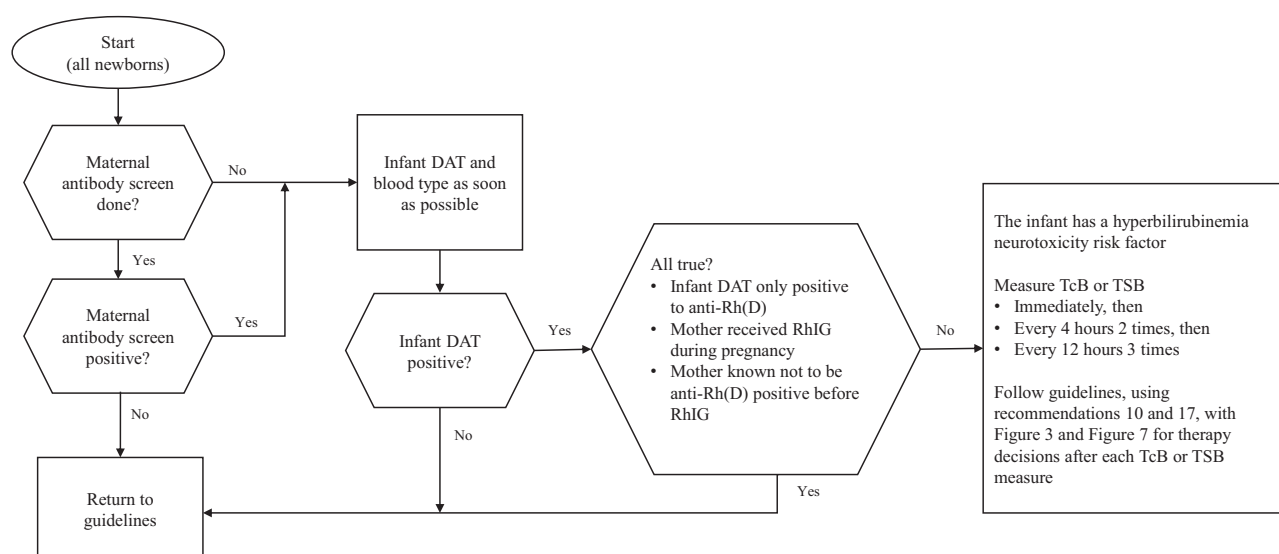 Start
(all newborns)
Maternal
antibody screen
done?
No
Yes
Maternal
antibody screen
positive?
Yes
No
Return to
guidelines
Infant DAT and
blood type as soon
as possible
Infant DAT
positive?
Yes
No
All true?
• Infant DAT only positive
to anti-Rh(D)
• Mother received RhIG
during pregnancy
• Mother known not to be
anti-Rh(D) positive before
RhIG
No
Yes
The infant has a hyperbilirubinemia
neurotoxicity risk factor
Measure TcB or TSB
• Immediately, then
• Every 4 hours 2 times, then
• Every 12 hours 3 times
Follow guidelines, using
recommendations 10 and 17, with
Figure 3 and Figure 7 for therapy
decisions after each TcB or TSB
measure